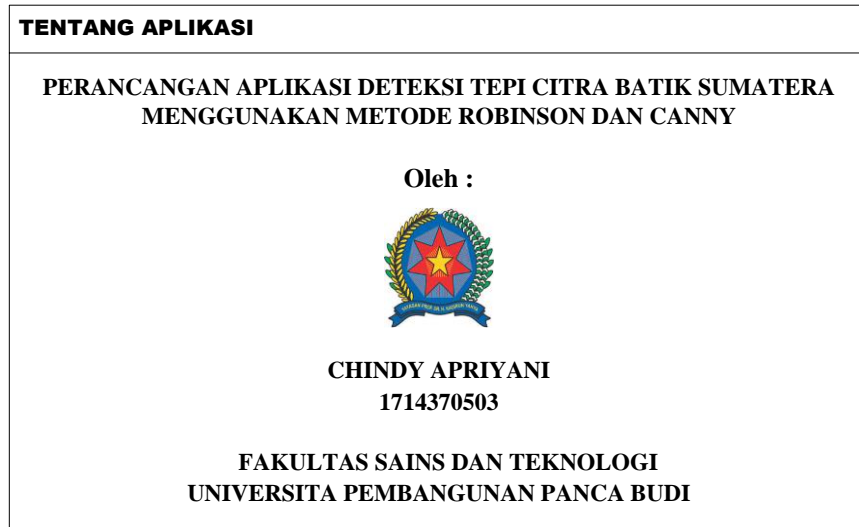 TENTANG APLIKASI
PERANCANGAN APLIKASI DETEKSI TEPI CITRA BATIK SUMATERA
MENGGUNAKAN METODE ROBINSON DAN CANNY
Oleh :
CHINDY APRIYANI
1714370503
FAKULTAS SAINS DAN TEKNOLOGI
UNIVERSITA PEMBANGUNAN PANCA BUDI